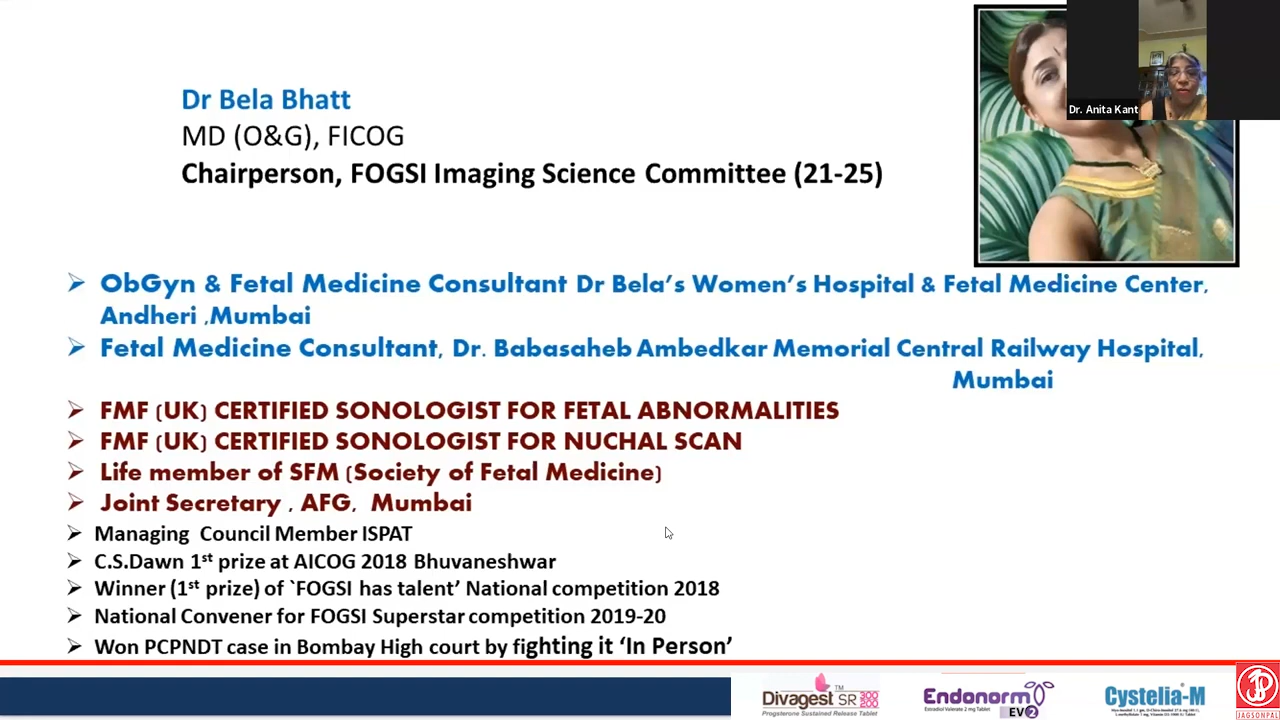 Dr. Anita Kant
Dr Bela Bhatt
MD (O&G), FICOG
Chairperson, FOGSI Imaging Science Committee (21-25)
ObGyn & Fetal Medicine Consultant Dr Bela's Women's Hospital & Fetal Medicine Center,
Andheri ,Mumbai
Fetal Medicine Consultant, Dr. Babasaheb Ambedkar Memorial Central Railway Hospital,
Mumbai
FMF (UK) CERTIFIED SONOLOGIST FOR FETAL ABNORMALITIES
FMF (UK) CERTIFIED SONOLOGIST FOR NUCHAL SCAN
Life member of SFM (Society of Fetal Medicine)
Joint Secretary , AFG, Mumbai
Managing Council Member ISPAT
C.S.Dawn 1st prize at AICOG 2018 Bhuvaneshwar
Winner (1st prize) of `FOGSI has talent' National competition 2018
National Convener for FOGSI Superstar competition 2019-20
Won PCPNDT case in Bombay High court by fighting it 'In Person'
Divagest SR 300 200
TM
Progesterone Sustained Release Tablet
Endonorm
EV2
Estradiol Valerate 2 mg Tablet
Cystelia-M
JAGSONPAL